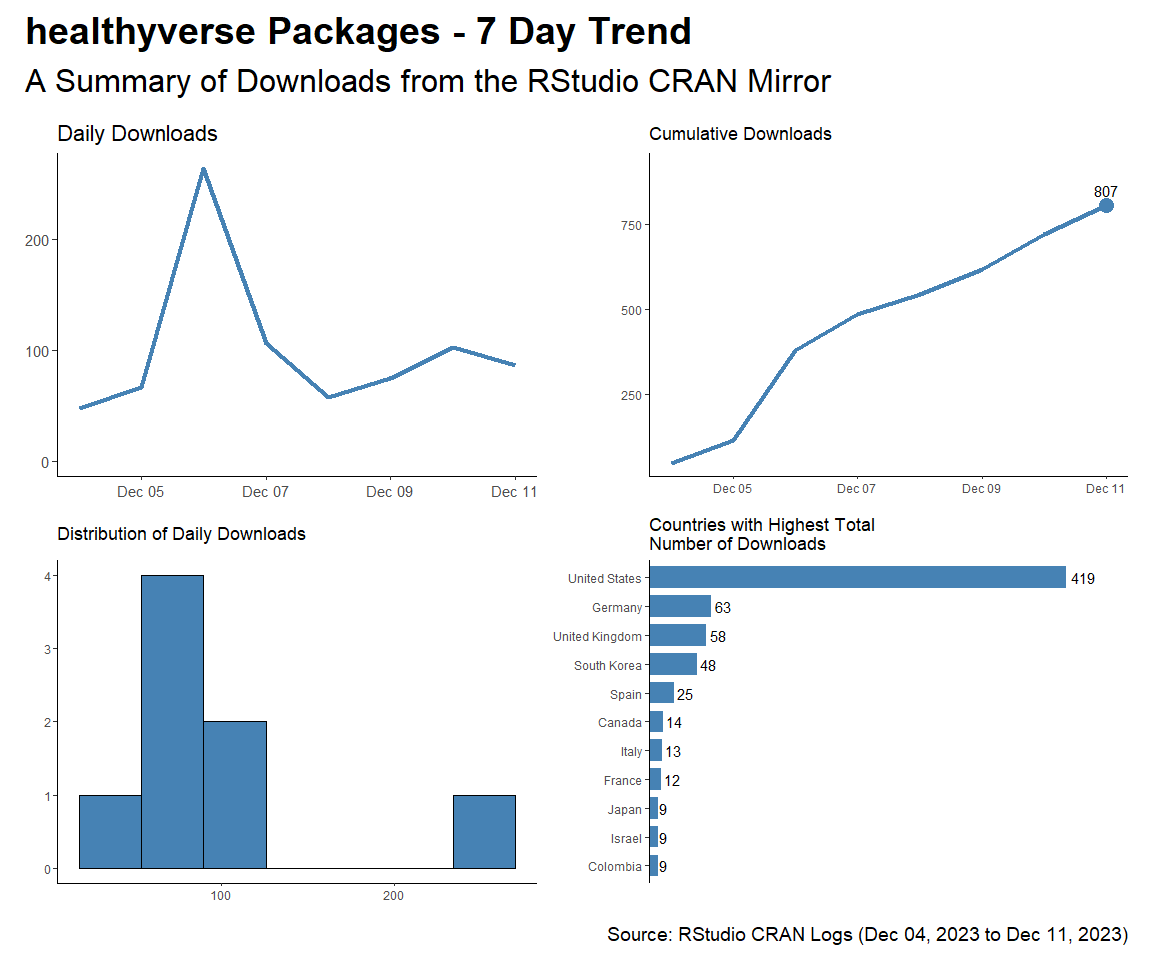 healthyverse Packages - 7 Day Trend
A Summary of Downloads from the RStudio CRAN Mirror
Daily Downloads
200
100
0
Dec 05 Dec 07 Dec 09 Dec 11
Cumulative Downloads
807
750
500
250
Dec 05 Dec 07 Dec 09 Dec 11
Distribution of Daily Downloads
4
3
2
1
0
100 200
Countries with Highest Total
Number of Downloads
United States 419
Germany 63
United Kingdom 58
South Korea 48
Spain 25
Canada 14
Italy 13
France 12
Japan 9
Israel 9
Colombia 9
Source: RStudio CRAN Logs (Dec 04, 2023 to Dec 11, 2023)